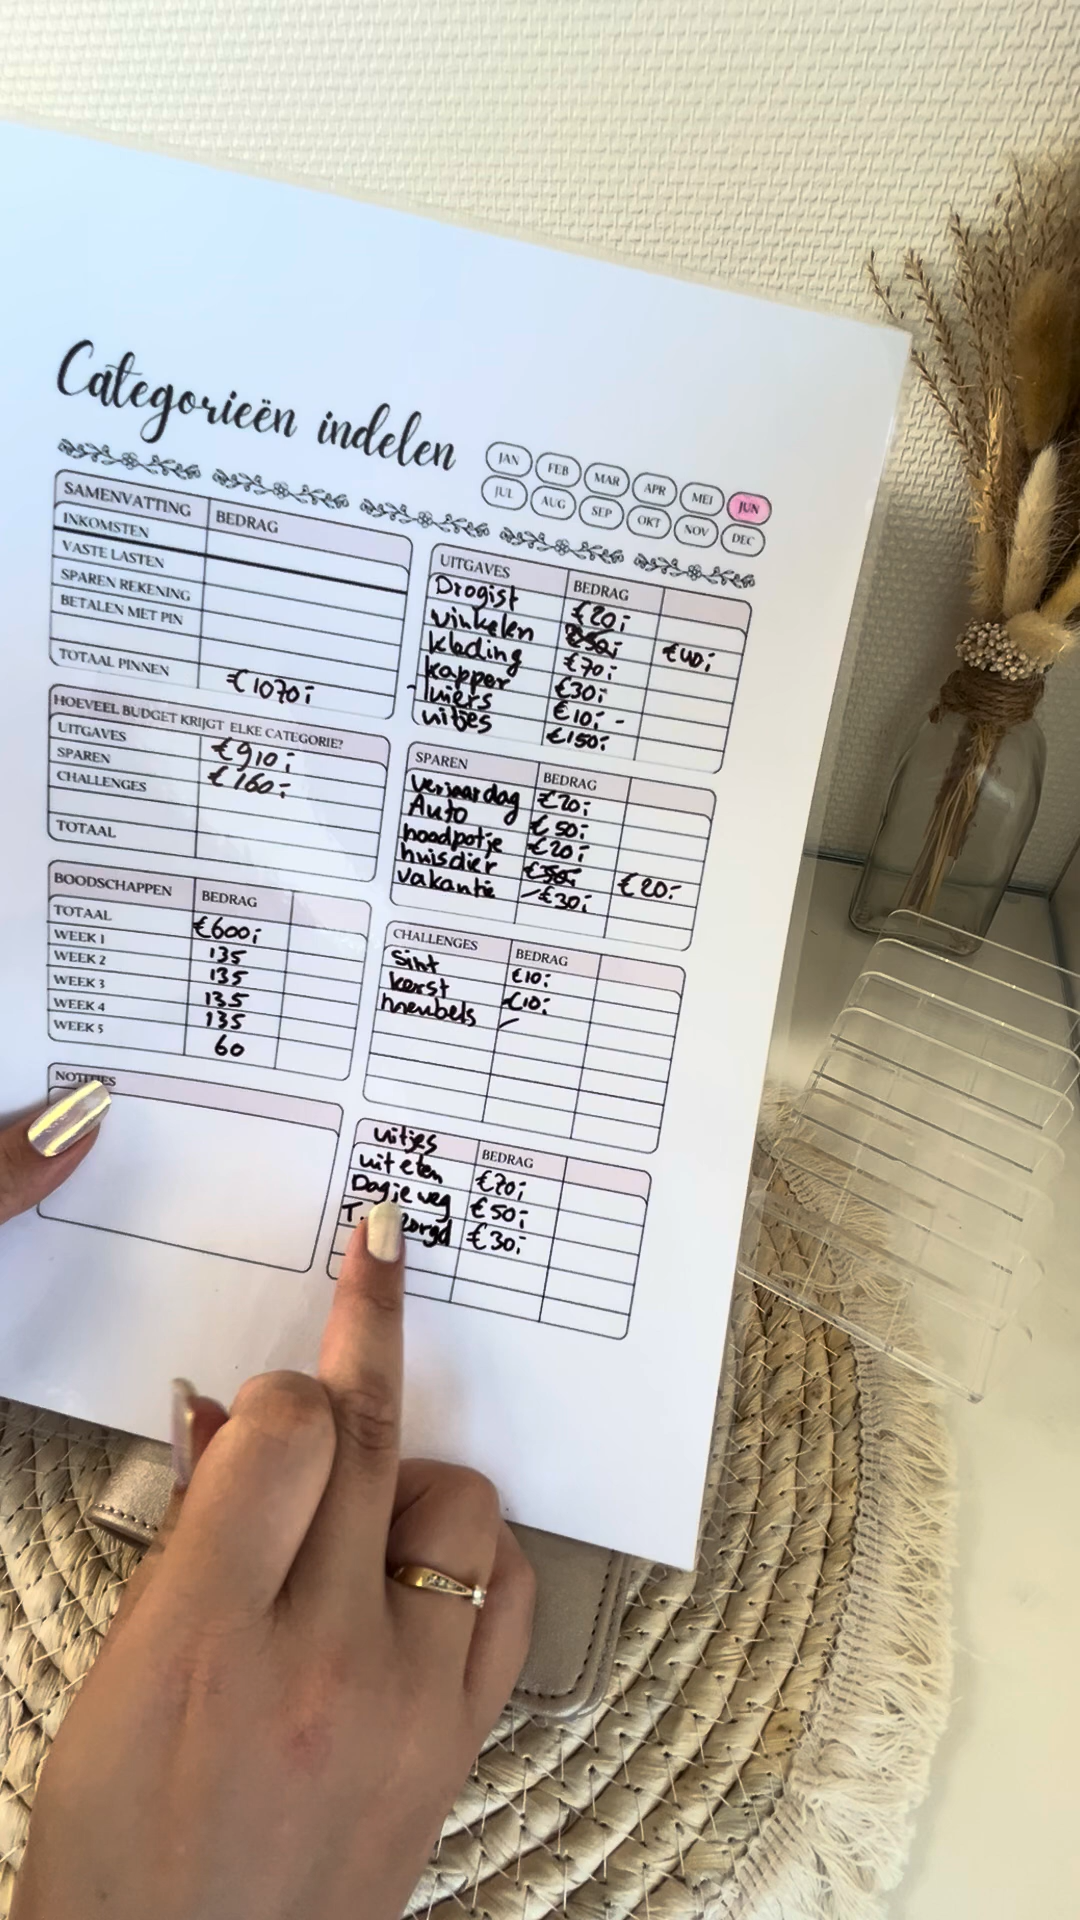 Categorieën indelen
JAN FEB MAR APR MEI JUN
JUL AUG SEP OKT NOV DEC
SAMENVATTING BEDRAG
INKOMSTEN
VASTE LASTEN
SPAREN REKENING
BETALEN MET PIN
TOTAAL PINNEN €1070,-
HOEVEEL BUDGET KRIJGT ELKE CATEGORIE?
UITGAVES €910,-
SPAREN €160,-
CHALLENGES
TOTAAL
BOODSCHAPPEN BEDRAG
TOTAAL €600,-
WEEK 1 135
WEEK 2 135
WEEK 3 135
WEEK 4 135
WEEK 5 60
NOTITIES
UITGAVES BEDRAG
Drogist €20,-
winkelen €50,- €40,-
kleding €70,-
kapper €30,-
- luiers €10,- -
uitjes €150,-
SPAREN BEDRAG
verjaardag €20,-
Auto €50,-
noodpotje €20,-
huisdier €50,- €20,-
vakantie -€30,-
CHALLENGES BEDRAG
Sint €10,-
kerst €10,-
meubels -
uitjes BEDRAG
uit eten €70,-
Dagje weg €50,-
€30,-